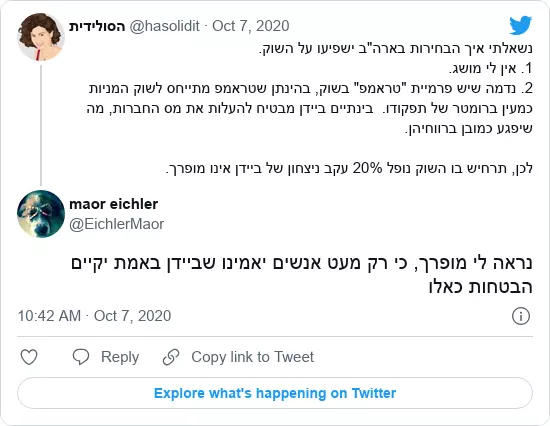 הסולידית @hasolidit · Oct 7, 2020
נשאלתי איך הבחירות בארה"ב ישפיעו על השוק.
1. אין לי מושג.
2. נדמה שיש פרמיית "טראמפ" בשוק, בהינתן שטראמפ מתייחס לשוק המניות
כמעין ברומטר של תפקודו. בינתיים ביידן מבטיח להעלות את מס החברות, מה
שיפגע כמובן ברווחיהן.
לכן, תרחיש בו השוק נופל 20% עקב ניצחון של ביידן אינו מופרך.
maor eichler
@EichlerMaor
נראה לי מופרך, כי רק מעט אנשים יאמינו שביידן באמת יקיים
הבטחות כאלו
10:42 AM · Oct 7, 2020
Reply
Copy link to Tweet
Explore what's happening on Twitter